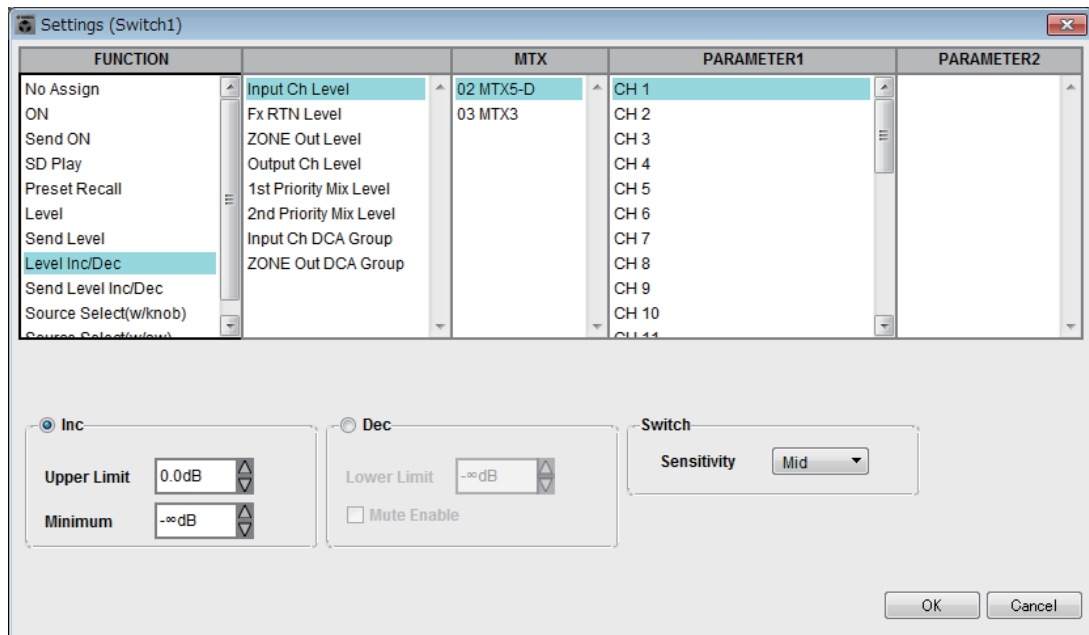 Settings (Switch1)
FUNCTION MTX PARAMETER1 PARAMETER2
No Assign
ON
Send ON
SD Play
Preset Recall
Level
Send Level
Level Inc/Dec
Send Level Inc/Dec
Source Select(w/knob)
Source Select(w/sw)
Input Ch Level
Fx RTN Level
ZONE Out Level
Output Ch Level
1st Priority Mix Level
2nd Priority Mix Level
Input Ch DCA Group
ZONE Out DCA Group
02 MTX5-D
03 MTX3
CH 1
CH 2
CH 3
CH 4
CH 5
CH 6
CH 7
CH 8
CH 9
CH 10
CH 11
Inc
Upper Limit 0.0dB
Minimum -∞dB
Dec
Lower Limit -∞dB
Mute Enable
Switch
Sensitivity Mid
OK Cancel